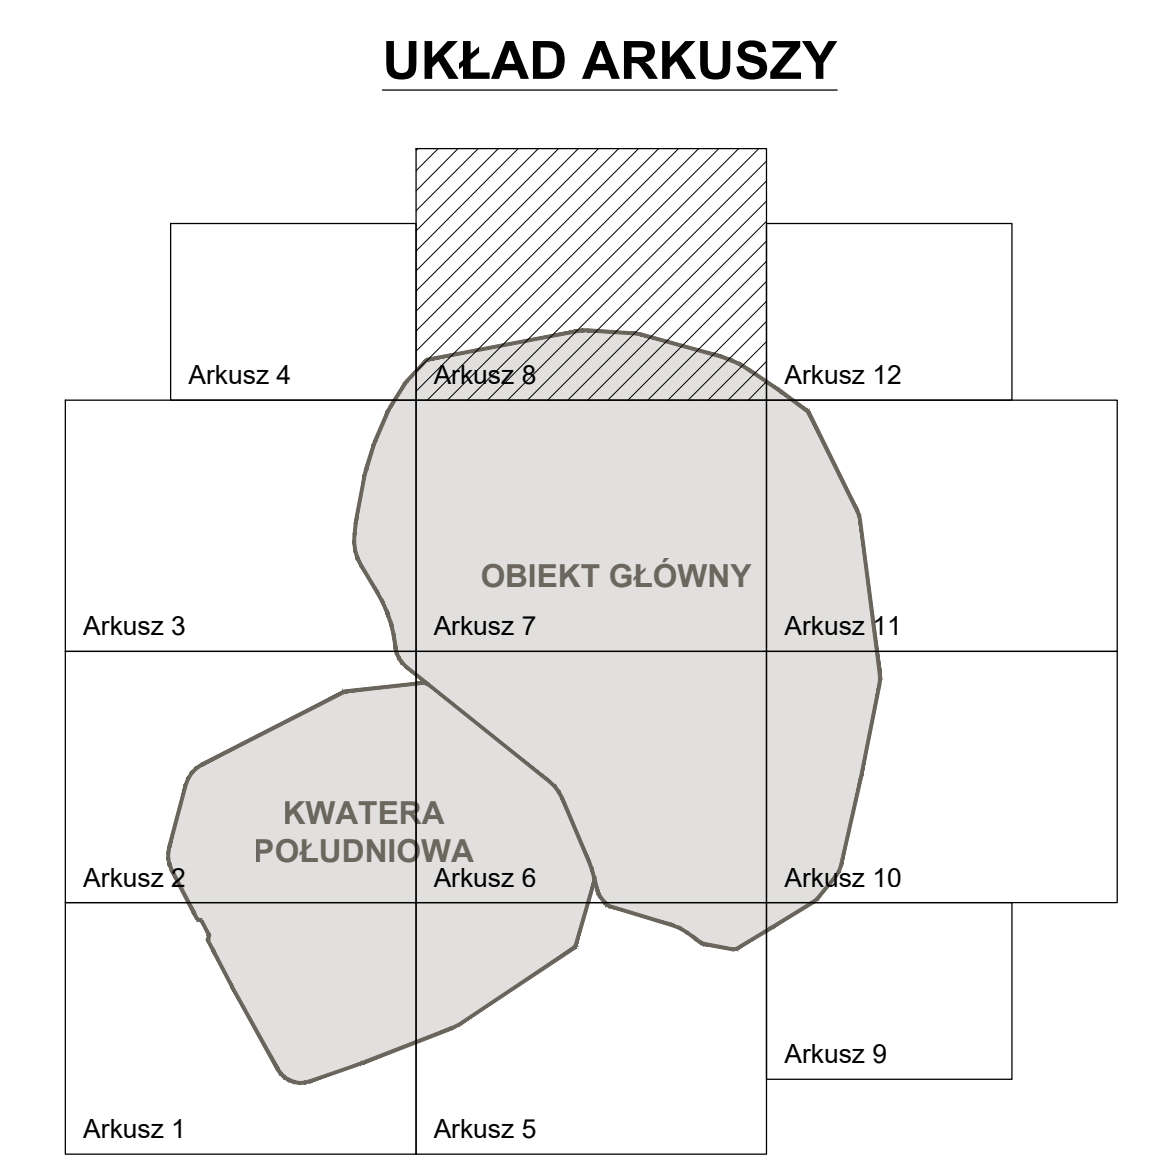 UKŁAD ARKUSZY
Arkusz 4
Arkusz 8
Arkusz 12
OBIEKT GŁÓWNY
Arkusz 3
Arkusz 7
Arkusz 11
KWATERA
POŁUDNIOWA
Arkusz 2
Arkusz 6
Arkusz 10
Arkusz 9
Arkusz 1
Arkusz 5